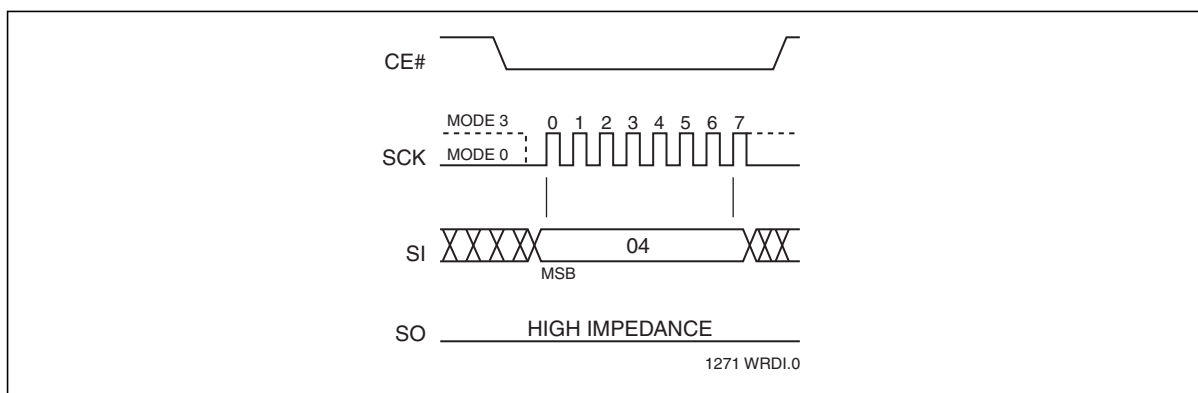 CE#
MODE 3
0 1 2 3 4 5 6 7
SCK
MODE 0
SI
04
MSB
SO
HIGH IMPEDANCE
1271 WRDI.0